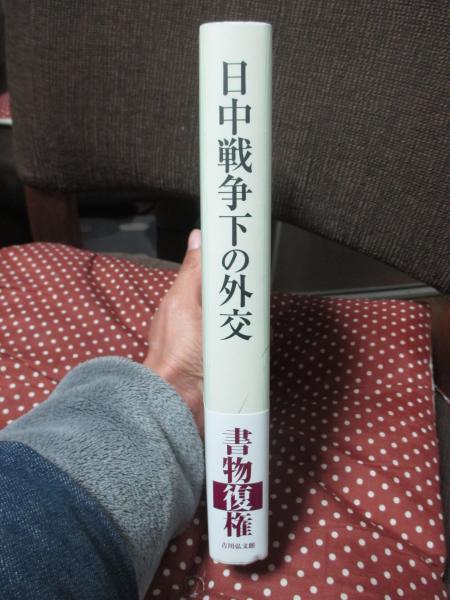 日中戦争下の外交
書物復権
吉川弘文館